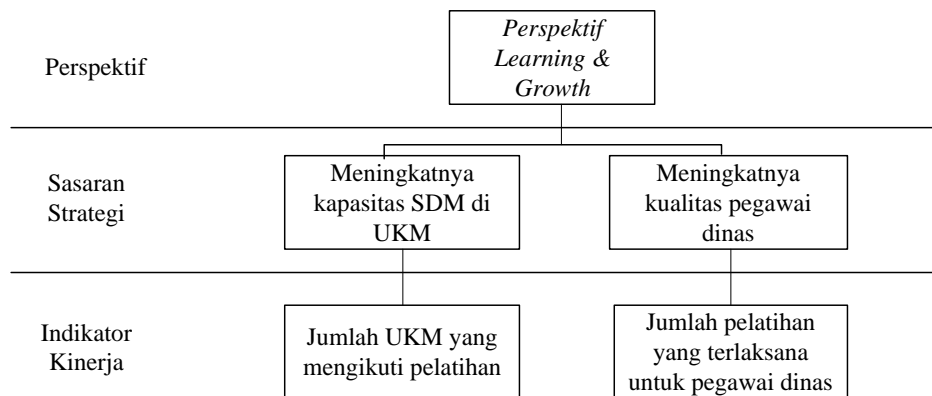 Perspektif
Perspektif
Learning &
Growth
Sasaran
Strategi
Meningkatnya
kapasitas SDM di
UKM
Meningkatnya
kualitas pegawai
dinas
Indikator
Kinerja
Jumlah UKM yang
mengikuti pelatihan
Jumlah pelatihan
yang terlaksana
untuk pegawai dinas